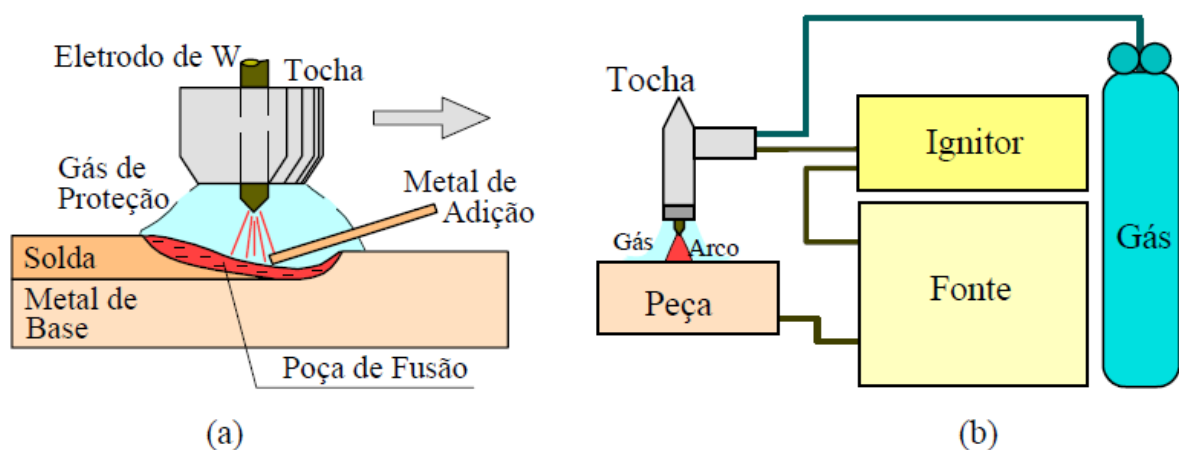 Eletrodo de W
Tocha
Gás de
Proteção
Metal de
Adição
Solda
Metal de
Base
Poça de Fusão
(a)
Tocha
Ignitor
Gás
Arco
Gás
Fonte
Peça
(b)